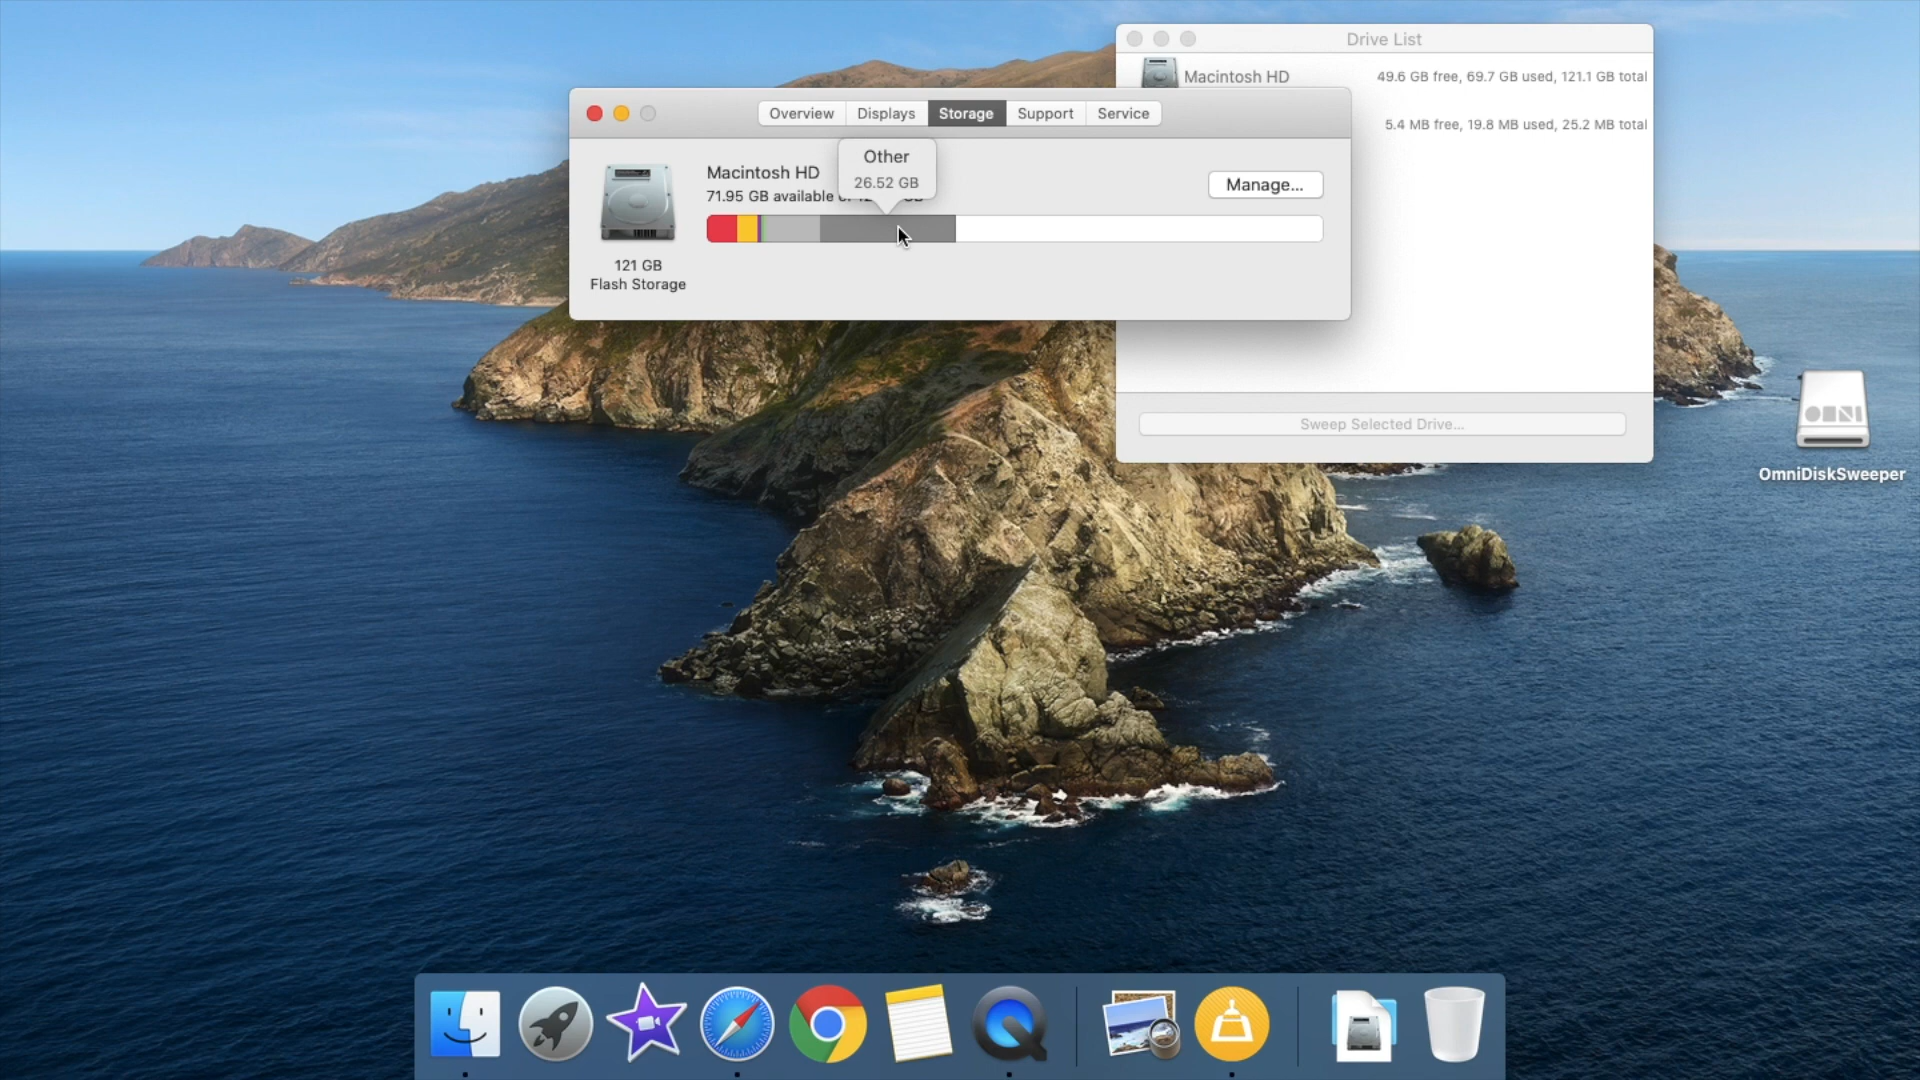 Drive List
Macintosh HD
49.6 GB free, 69.7 GB used, 121.1 GB total
5.4 MB free, 19.8 MB used, 25.2 MB total
Overview
Displays
Storage
Support
Service
Other
26.52 GB
Macintosh HD
71.95 GB available
Manage...
121 GB
Flash Storage
Sweep Selected Drive...
OMNI
OmniDiskSweeper